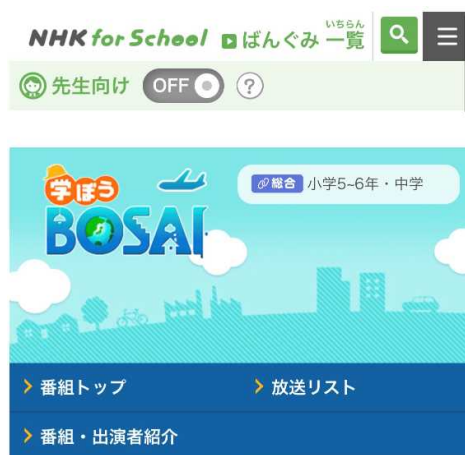 いちらん
NHK for School ばんぐみ 一覧
先生向け OFF ?
学ぼう
BOSAI
総合 小学5~6年・中学
番組トップ
放送リスト
番組・出演者紹介